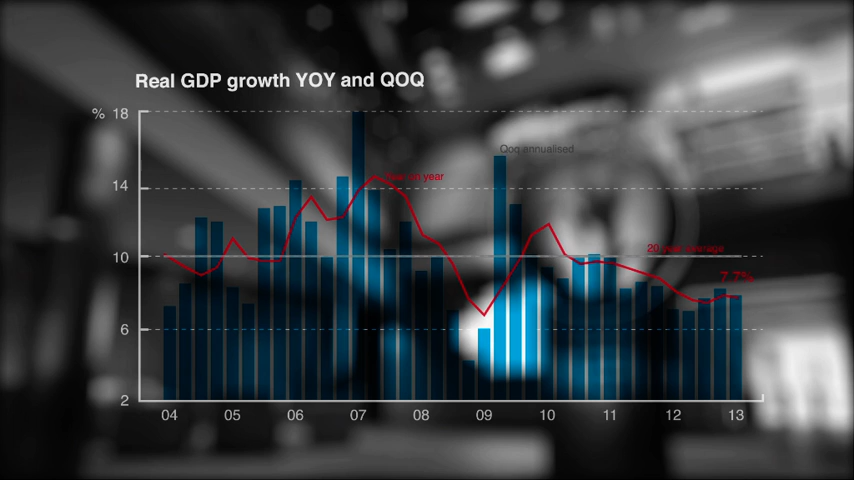 Real GDP growth YOY and QOQ
% 18
Qoq annualised
Year on year
14
20 year average
10
7.7%
6
2
04 05 06 07 08 09 10 11 12 13